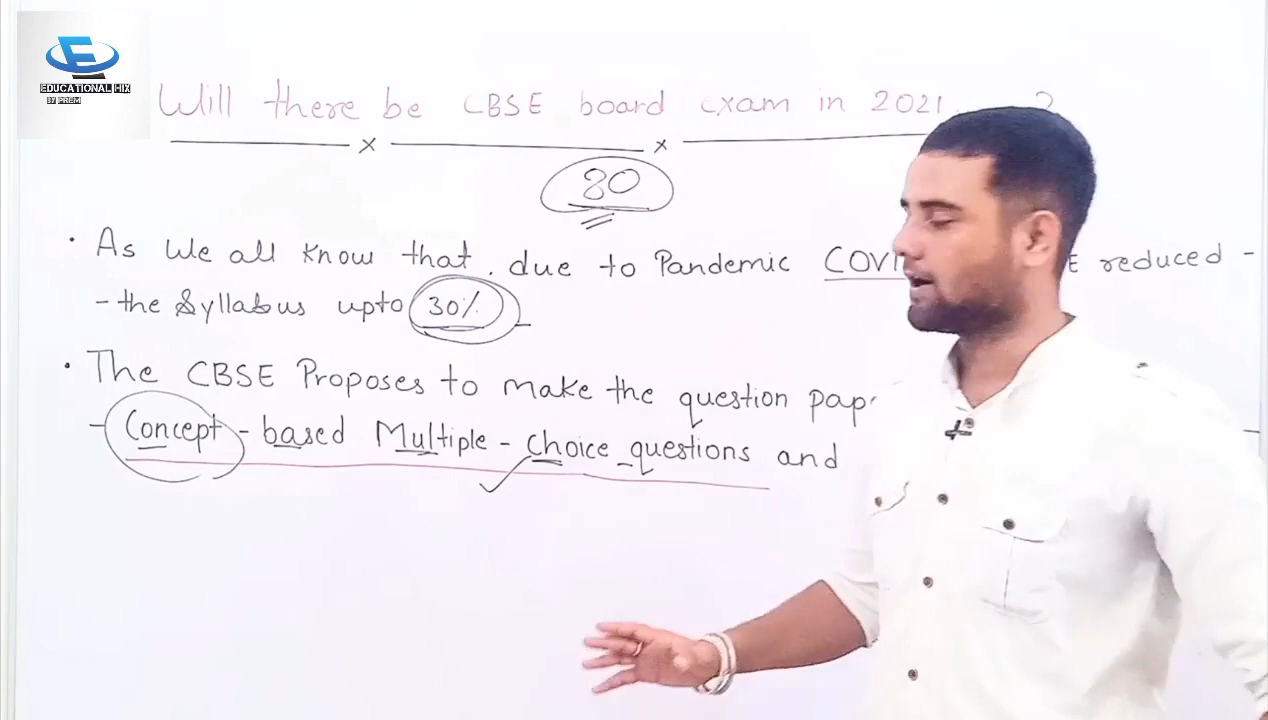 EDUCATIONAL HIX
BY PREM
Will there be CBSE board exam in 2021 ?
80
• As We all know that . due to Pandemic COVI E reduced -
- the Syllabus upto 30%
• The CBSE Proposes to make the question pap
- Concept - based Multiple - choice questions and